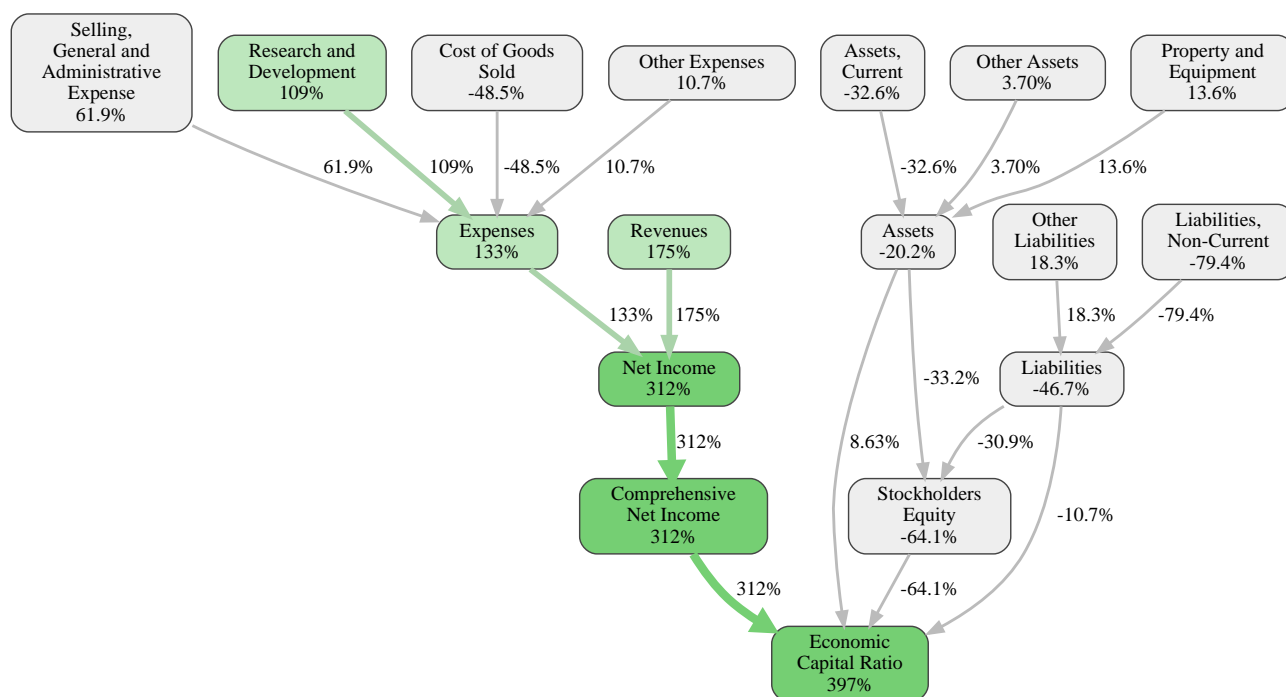 Selling,
General and
Administrative
Expense
61.9%
Research and
Development
109%
Cost of Goods
Sold
-48.5%
Other Expenses
10.7%
Assets,
Current
-32.6%
Other Assets
3.70%
Property and
Equipment
13.6%
61.9%
109%
-48.5%
10.7%
-32.6%
3.70%
13.6%
Expenses
133%
Revenues
175%
Assets
-20.2%
Other
Liabilities
18.3%
Liabilities,
Non-Current
-79.4%
133%
175%
18.3%
-79.4%
Net Income
312%
-33.2%
Liabilities
-46.7%
312%
8.63%
-30.9%
Comprehensive
Net Income
312%
Stockholders
Equity
-64.1%
-10.7%
312%
-64.1%
Economic
Capital Ratio
397%